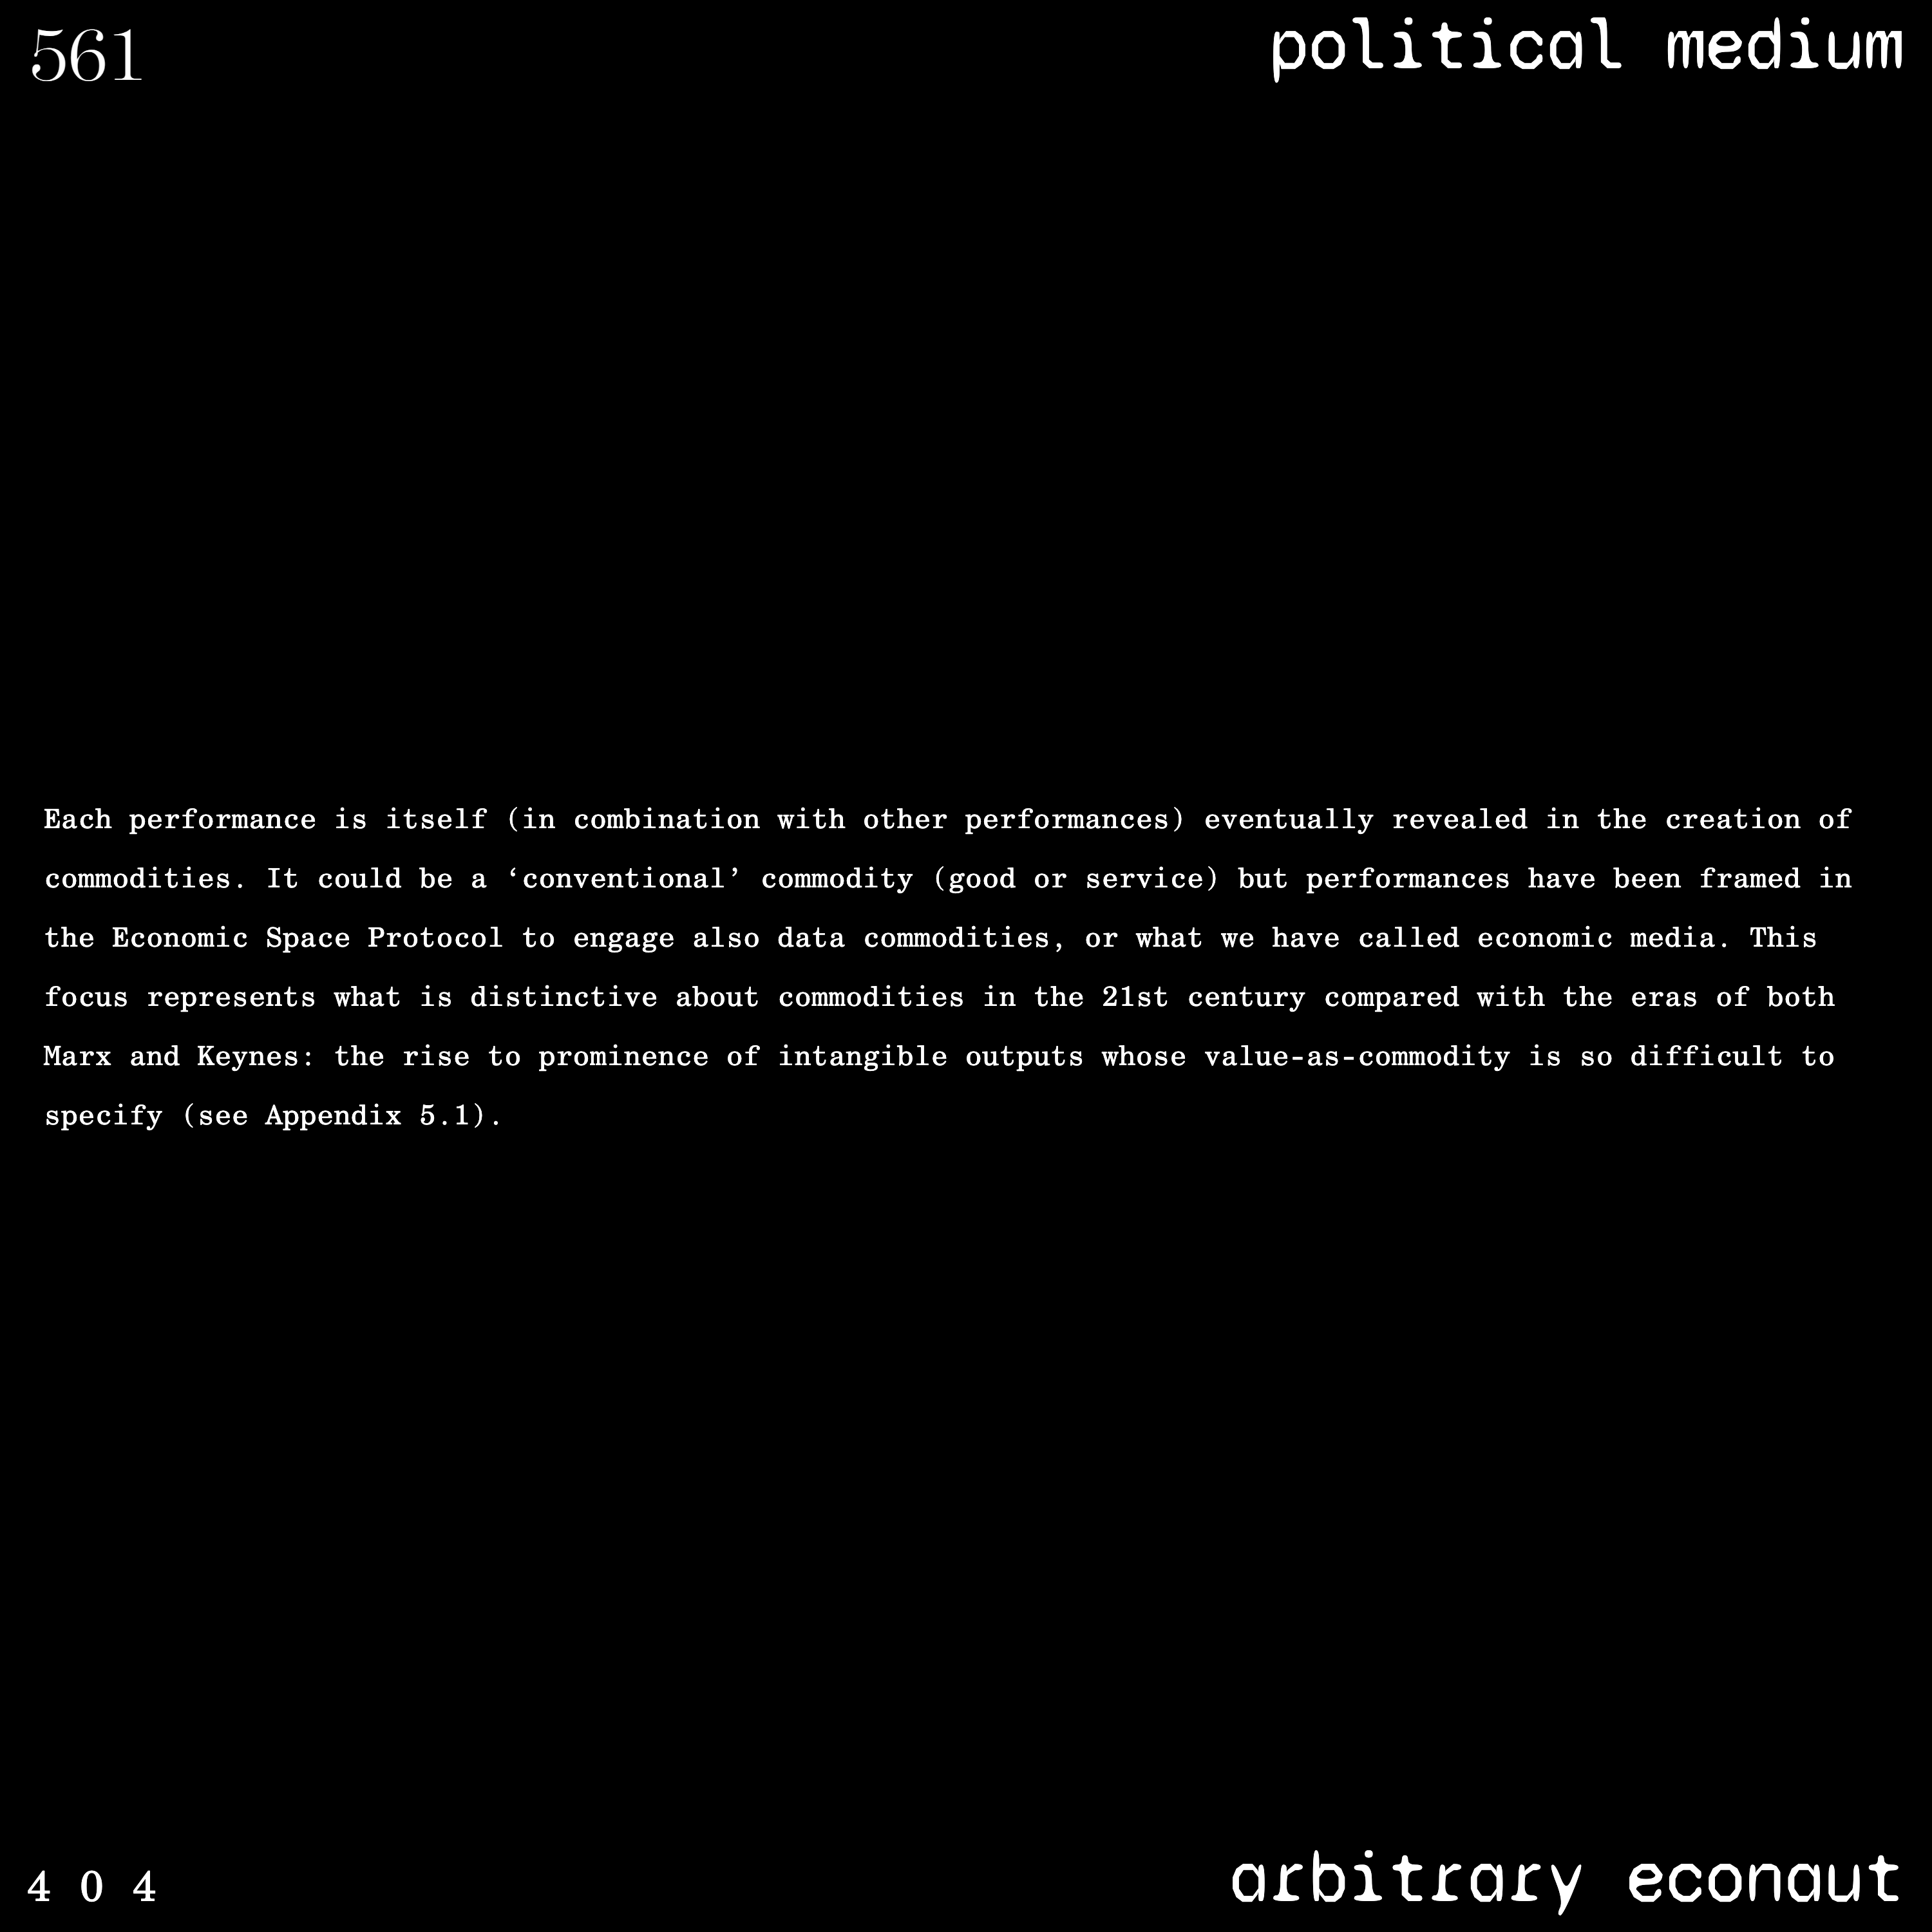 561
political medium
Each performance is itself (in combination with other performances) eventually revealed in the creation of
commodities. It could be a ‘conventional’ commodity (good or service) but performances have been framed in
the Economic Space Protocol to engage also data commodities, or what we have called economic media. This
focus represents what is distinctive about commodities in the 21st century compared with the eras of both
Marx and Keynes: the rise to prominence of intangible outputs whose value-as-commodity is so difficult to
specify (see Appendix 5.1).
4 0 4
arbitrary econaut